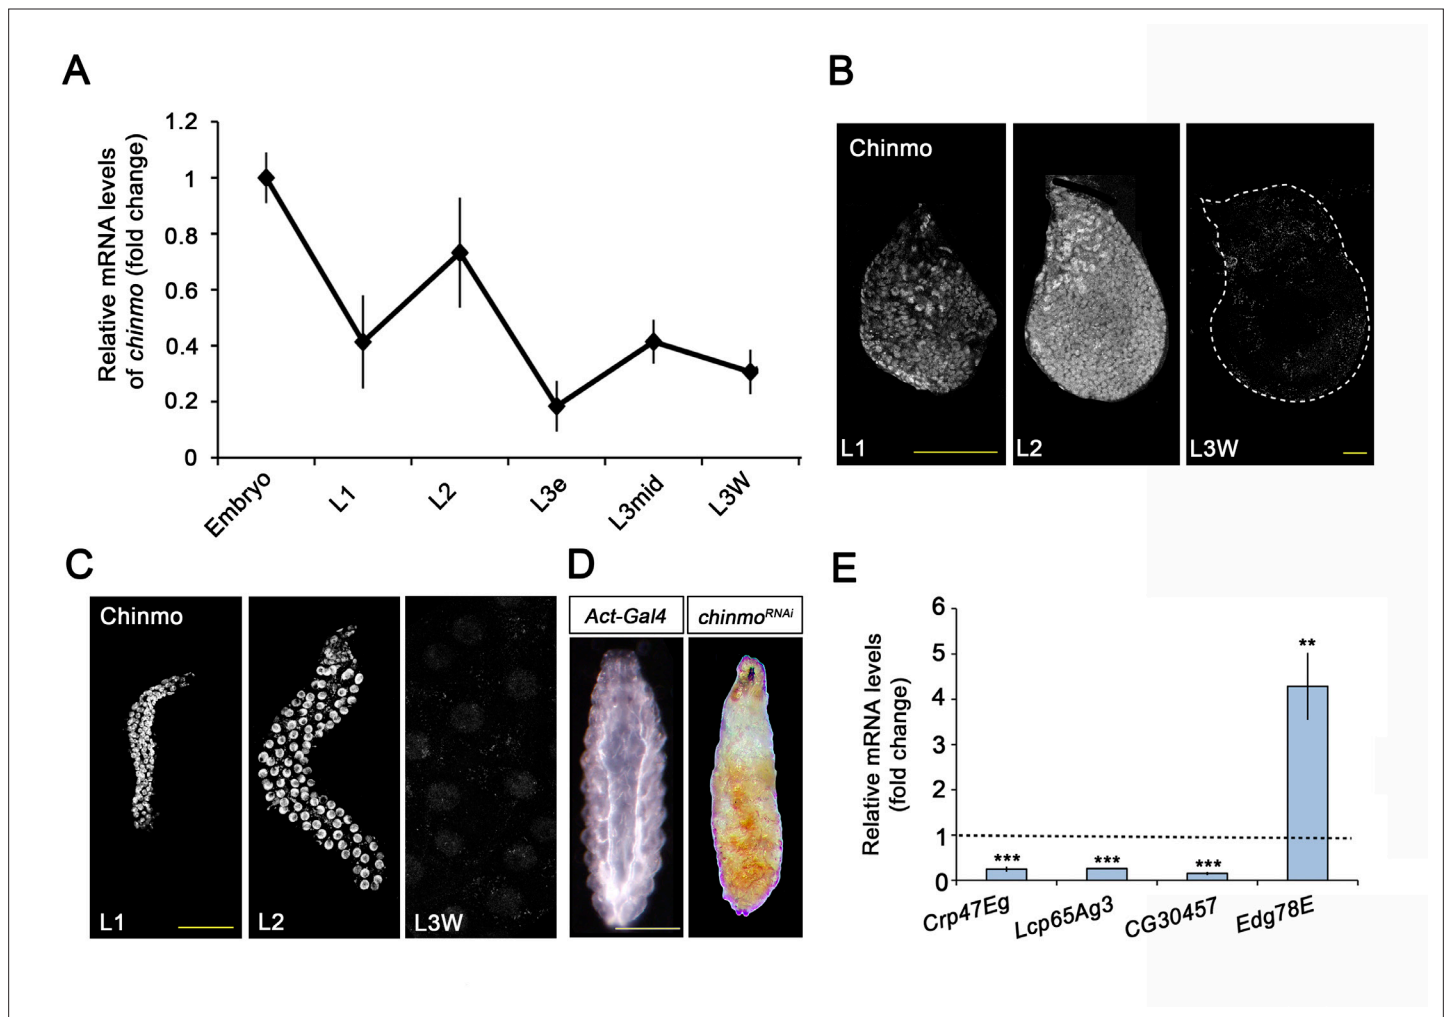 A
Relative mRNA levels
of chinmo (fold change)
1.2
1
0.8
0.6
0.4
0.2
0
Embryo
L1
L2
L3e
L3mid
L3W
B
Chinmo
L1
L2
L3W
C
Chinmo
L1
L2
L3W
D
Act-Gal4
chinmoRNAi
E
Relative mRNA levels
(fold change)
6
5
4
3
2
1
0
***
***
***
**
Crp47Eg
Lcp65Ag3
CG30457
Edg78E